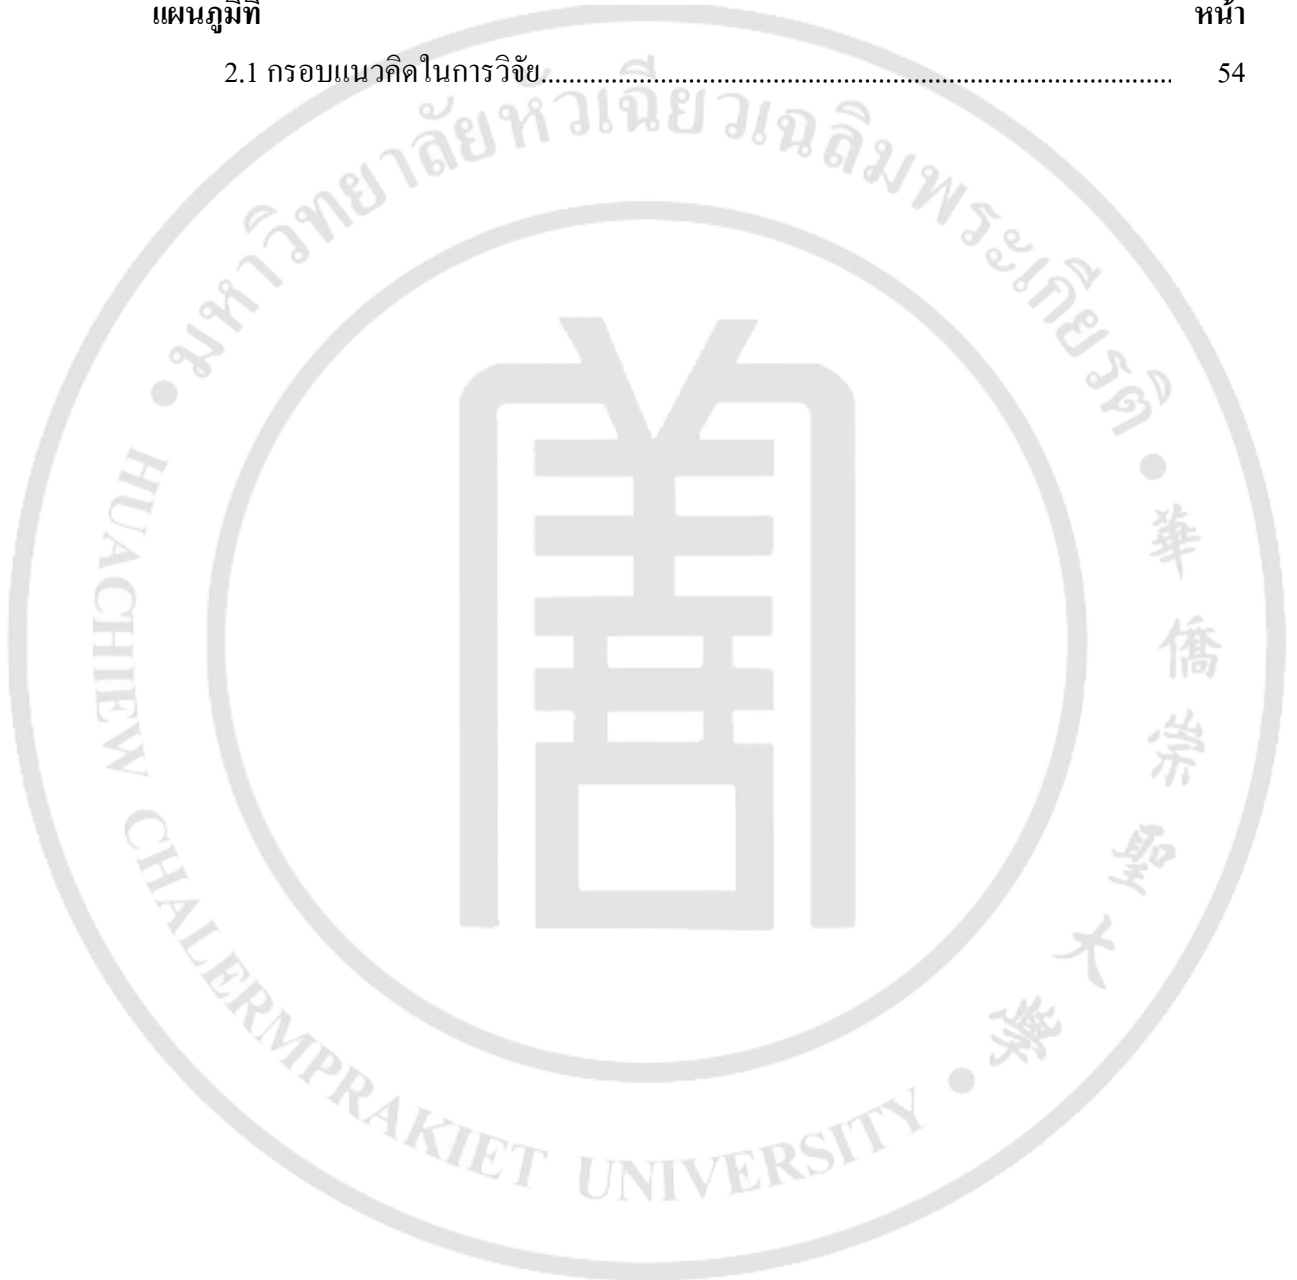 แผนภูมิที่ หน้า
2.1 กรอบแนวคิดในการวิจัย.......................................................................................... 54
มหาวิทยาลัยหัวเฉียวเฉลิมพระเกียรติ
華僑崇聖大學
HUACHIEW CHALERMPRAKIET UNIVERSITY